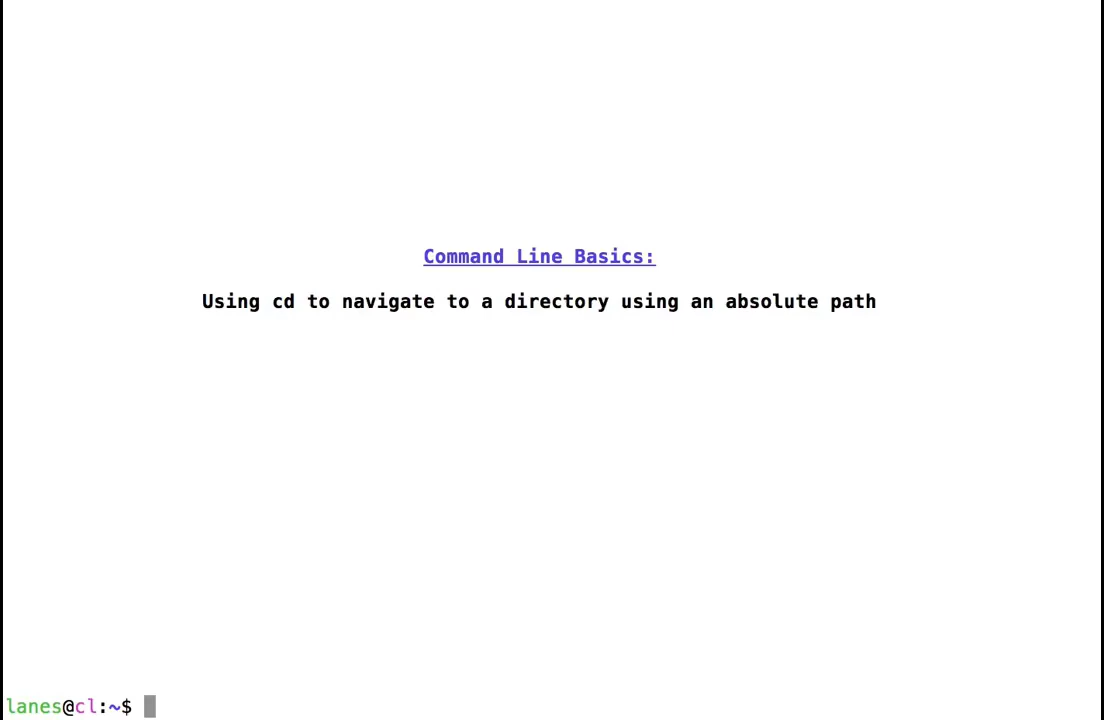 Command Line Basics:
Using cd to navigate to a directory using an absolute path
lanes@cl:~$